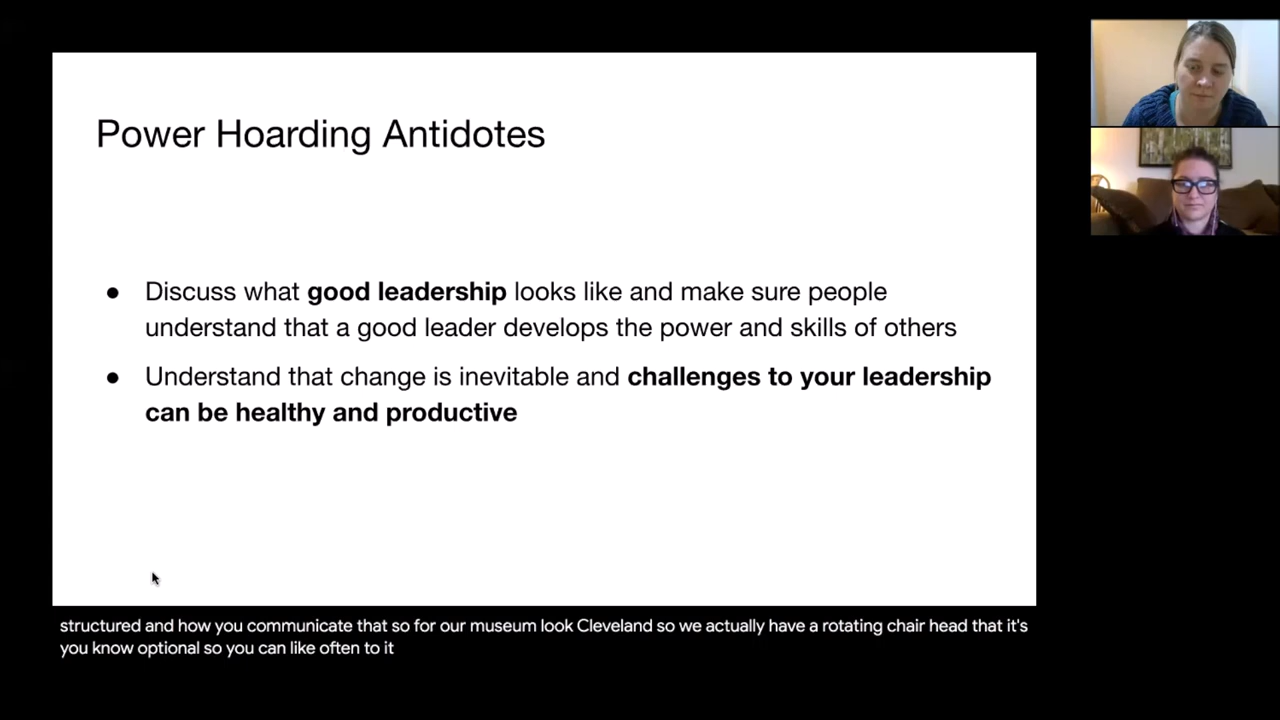 Power Hoarding Antidotes
● Discuss what good leadership looks like and make sure people
understand that a good leader develops the power and skills of others
● Understand that change is inevitable and challenges to your leadership
can be healthy and productive
structured and how you communicate that so for our museum look Cleveland so we actually have a rotating chair head that it's
you know optional so you can like often to it